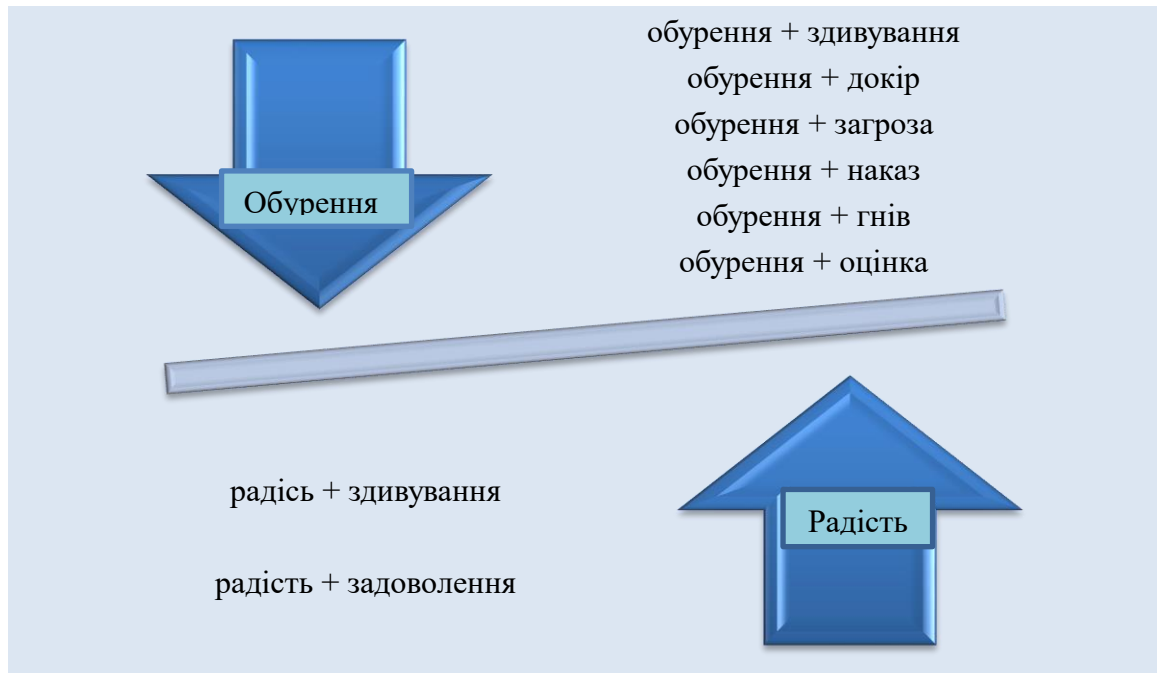 обурення + здивування
обурення + докір
обурення + загроза
обурення + наказ
обурення + гнів
обурення + оцінка
Обурення
радісь + здивування
радість + задоволення
Радість